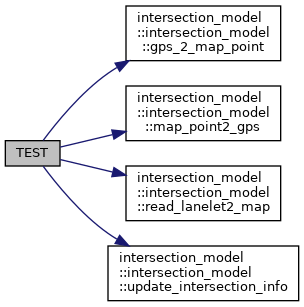 intersection_model
::intersection_model
::gps_2_map_point
intersection_model
::intersection_model
::map_point2_gps
TEST
intersection_model
::intersection_model
::read_lanelet2_map
intersection_model
::intersection_model
::update_intersection_info